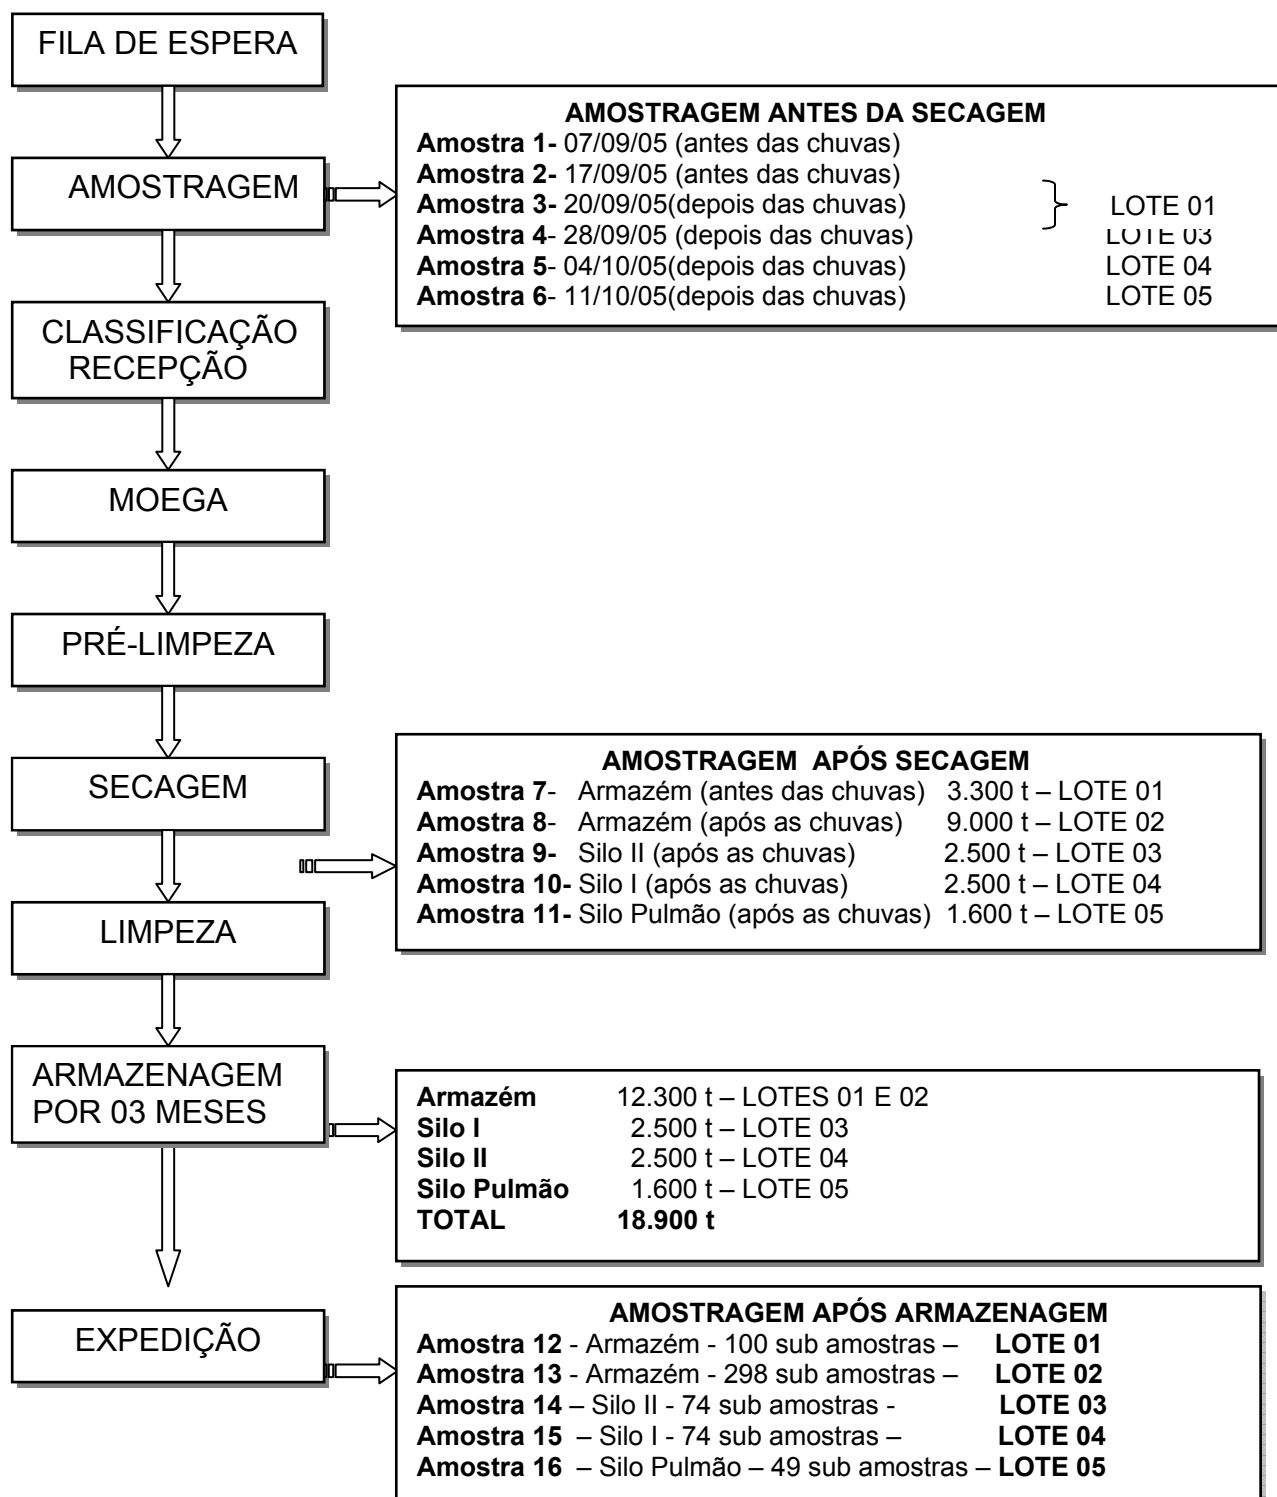 FILA DE ESPERA
AMOSTRAGEM
CLASSIFICAÇÃO
RECEPÇÃO
MOEGA
PRÉ-LIMPEZA
SECAGEM
LIMPEZA
ARMAZENAGEM
POR 03 MESES
EXPEDIÇÃO
AMOSTRAGEM ANTES DA SECAGEM
Amostra 1- 07/09/05 (antes das chuvas)
Amostra 2- 17/09/05 (antes das chuvas)
Amostra 3- 20/09/05(depois das chuvas) LOTE 01
Amostra 4- 28/09/05 (depois das chuvas) LOTE 03
Amostra 5- 04/10/05(depois das chuvas) LOTE 04
Amostra 6- 11/10/05(depois das chuvas) LOTE 05
AMOSTRAGEM APÓS SECAGEM
Amostra 7- Armazém (antes das chuvas) 3.300 t – LOTE 01
Amostra 8- Armazém (após as chuvas) 9.000 t – LOTE 02
Amostra 9- Silo II (após as chuvas) 2.500 t – LOTE 03
Amostra 10- Silo I (após as chuvas) 2.500 t – LOTE 04
Amostra 11- Silo Pulmão (após as chuvas) 1.600 t – LOTE 05
Armazém 12.300 t – LOTES 01 E 02
Silo I 2.500 t – LOTE 03
Silo II 2.500 t – LOTE 04
Silo Pulmão 1.600 t – LOTE 05
TOTAL 18.900 t
AMOSTRAGEM APÓS ARMAZENAGEM
Amostra 12 - Armazém - 100 sub amostras – LOTE 01
Amostra 13 - Armazém - 298 sub amostras – LOTE 02
Amostra 14 – Silo II - 74 sub amostras - LOTE 03
Amostra 15 – Silo I - 74 sub amostras – LOTE 04
Amostra 16 – Silo Pulmão – 49 sub amostras – LOTE 05